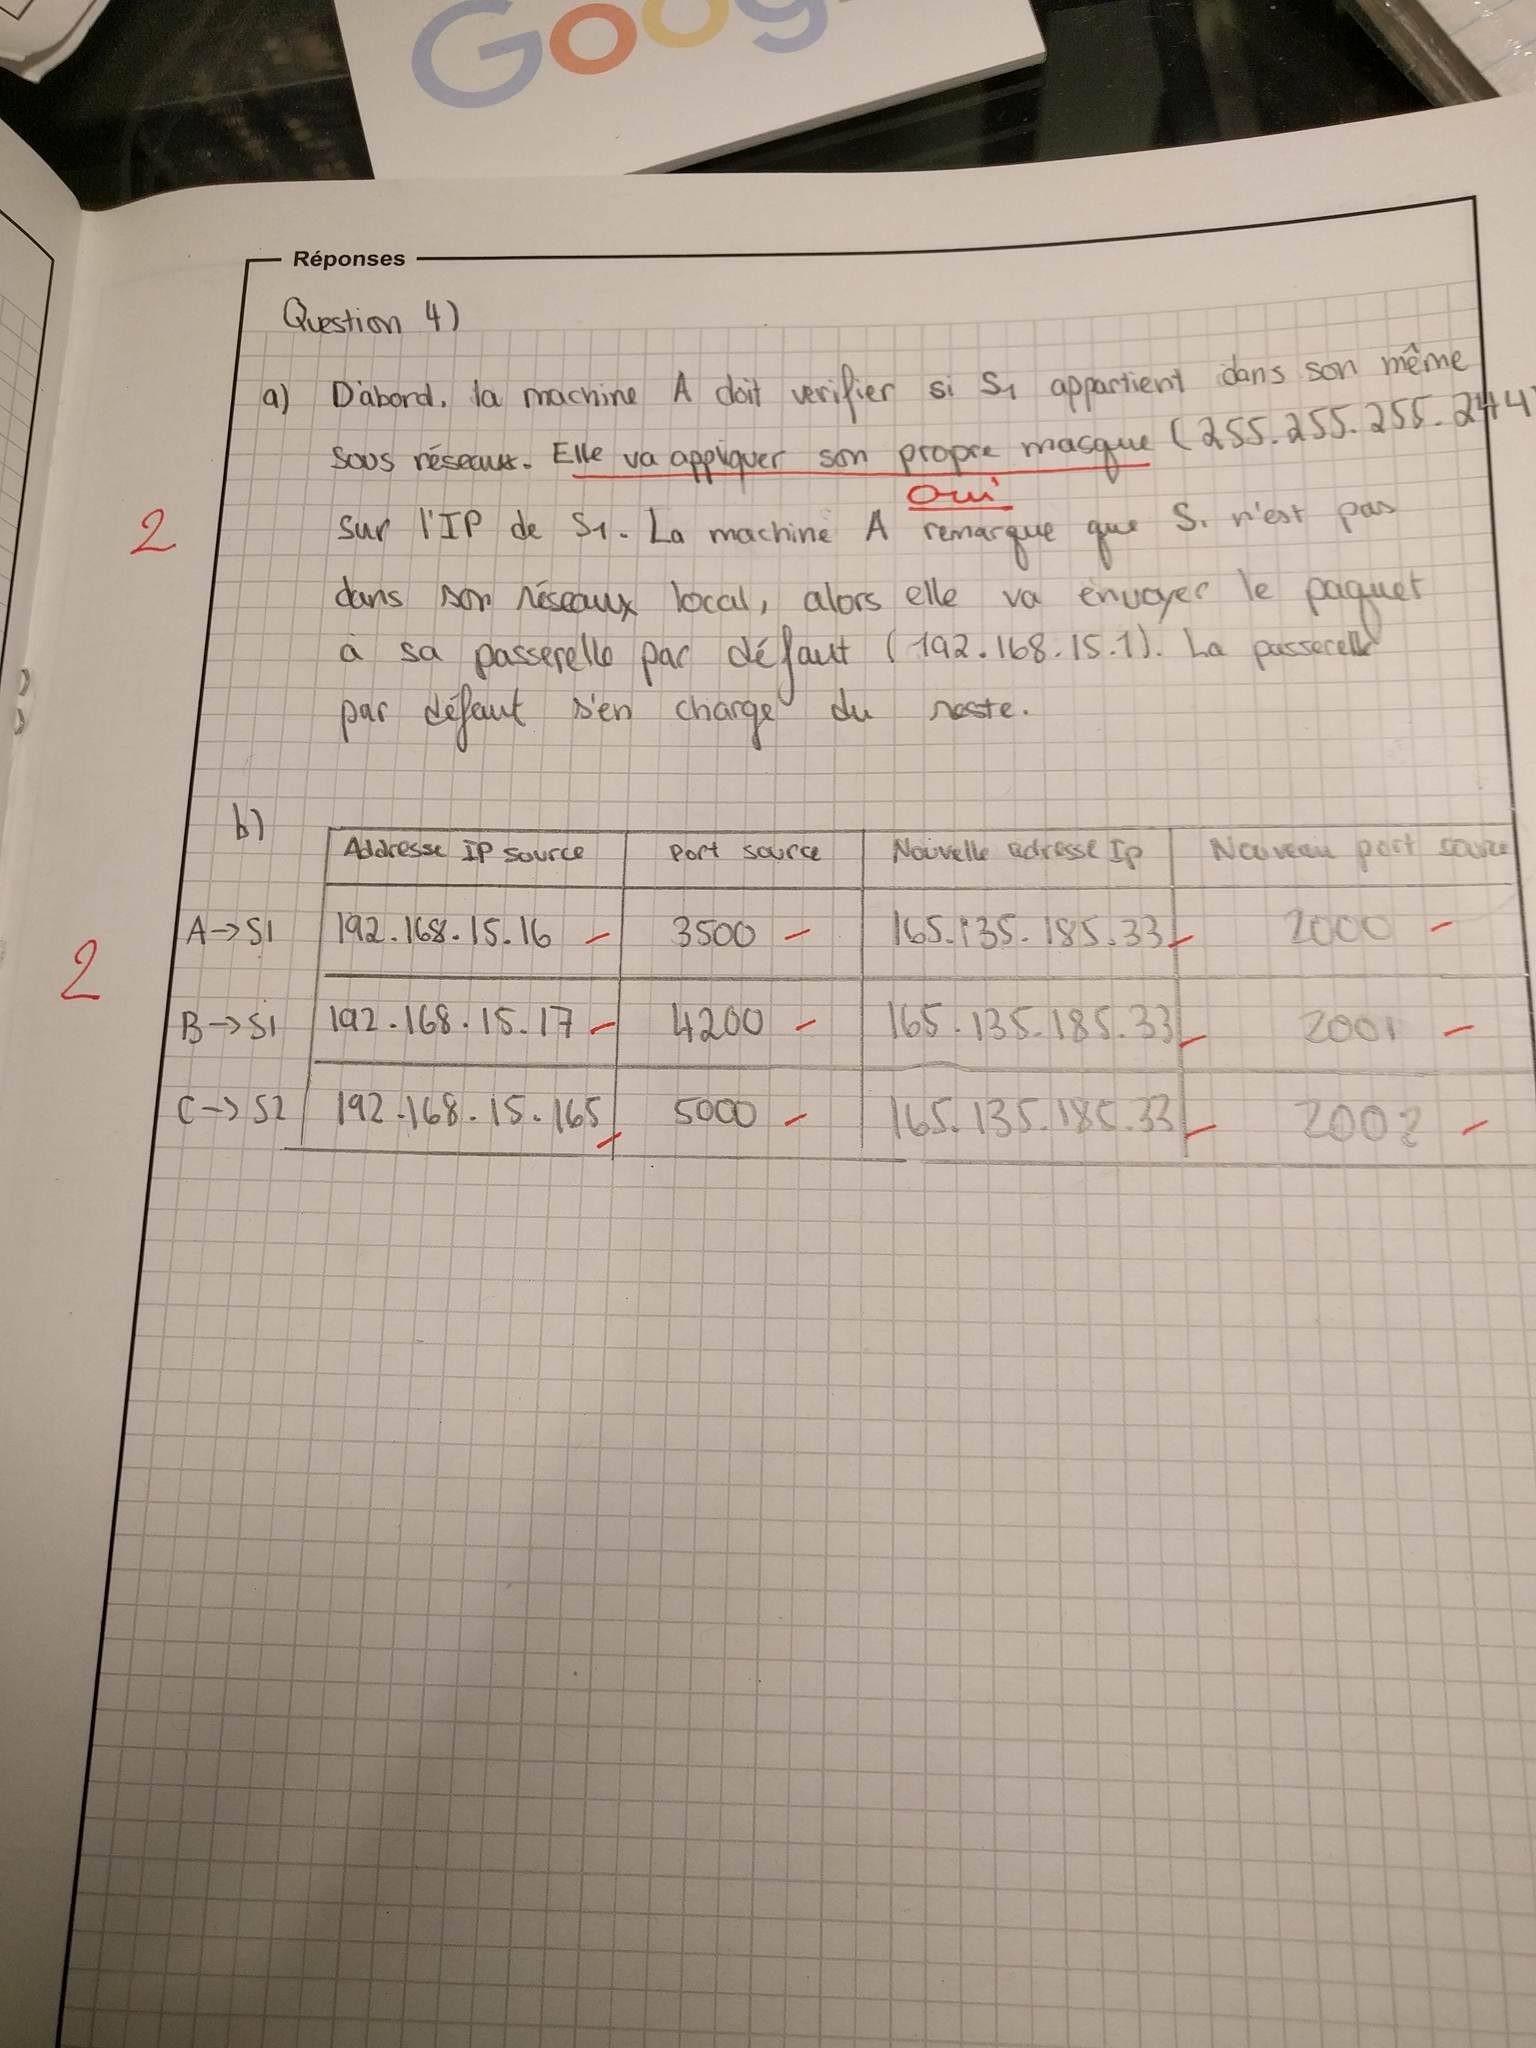 Goog
Réponses
Question 4)
a) D'abord, la machine A doit verifier si S1 appartient dans son même
sous réseaux. Elle va appliquer son propre masque (255.255.255.244)
Oui
2
sur l'IP de S1. La machine A remarque que S1 n'est pas
dans son réseaux local, alors elle va envoyer le paquet
à sa passerelle par défaut (192.168.15.1). La passerelle
par défaut s'en charge du reste.
b)
Addresse IP source Port source Nouvelle adresse Ip Nouveau port source
A→S1 192.168.15.16 3500 165.135.185.33 2000
2
B→S1 192.168.15.17 4200 165.135.185.33 2001
C→S2 192.168.15.165 5000 165.135.185.33 2002